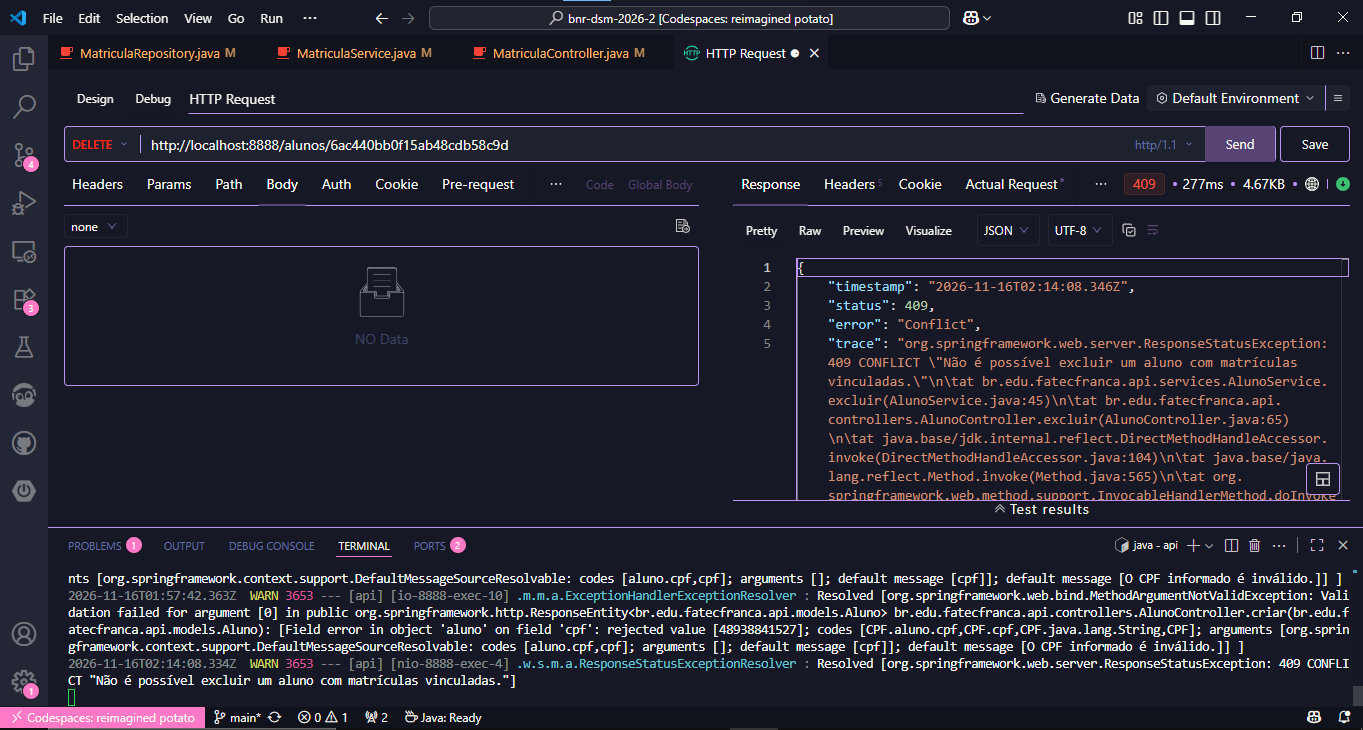 File Edit Selection View Go Run ··· bnr-dsm-2026-2 [Codespaces: reimagined potato]
MatriculaRepository.java M MatriculaService.java M MatriculaController.java M HTTP HTTP Request
Design Debug HTTP Request Generate Data Default Environment
DELETE http://localhost:8888/alunos/6ac440bb0f15ab48cdb58c9d http/1.1 Send Save
Headers Params Path Body Auth Cookie Pre-request ··· Code Global Body
none
NO Data
Response Headers 5 Cookie Actual Request ··· 409 • 277ms • 4.67KB •
Pretty Raw Preview Visualize JSON UTF-8
1 {
2 "timestamp": "2026-11-16T02:14:08.346Z",
3 "status": 409,
4 "error": "Conflict",
5 "trace": "org.springframework.web.server.ResponseStatusException:
409 CONFLICT \"Não é possível excluir um aluno com matrículas
vinculadas.\"\n\tat br.edu.fatecfranca.api.services.AlunoService.
excluir(AlunoService.java:45)\n\tat br.edu.fatecfranca.api.
controllers.AlunoController.excluir(AlunoController.java:65)
\n\tat java.base/jdk.internal.reflect.DirectMethodHandleAccessor.
invoke(DirectMethodHandleAccessor.java:104)\n\tat java.base/java.
lang.reflect.Method.invoke(Method.java:565)\n\tat org.
springframework.web.method.support.InvocableHandlerMethod.doInvoke
Test results
4
3
1
PROBLEMS 1 OUTPUT DEBUG CONSOLE TERMINAL PORTS 2 java - api
nts [org.springframework.context.support.DefaultMessageSourceResolvable: codes [aluno.cpf,cpf]; arguments []; default message [cpf]]; default message [O CPF informado é inválido.]] ]
2026-11-16T01:57:42.363Z WARN 3653 --- [api] [io-8888-exec-10] .m.m.a.ExceptionHandlerExceptionResolver : Resolved [org.springframework.web.bind.MethodArgumentNotValidException: Vali
dation failed for argument [0] in public org.springframework.http.ResponseEntity<br.edu.fatecfranca.api.models.Aluno> br.edu.fatecfranca.api.controllers.AlunoController.criar(br.edu.f
atecfranca.api.models.Aluno): [Field error in object 'aluno' on field 'cpf': rejected value [48938841527]; codes [CPF.aluno.cpf,CPF.cpf,CPF.java.lang.String,CPF]; arguments [org.sprin
gframework.context.support.DefaultMessageSourceResolvable: codes [aluno.cpf,cpf]; arguments []; default message [cpf]]; default message [O CPF informado é inválido.]] ]
2026-11-16T02:14:08.334Z WARN 3653 --- [api] [nio-8888-exec-4] .w.s.m.a.ResponseStatusExceptionResolver : Resolved [org.springframework.web.server.ResponseStatusException: 409 CONFLI
CT "Não é possível excluir um aluno com matrículas vinculadas."]
Codespaces: reimagined potato main* 0 1 2 Java: Ready